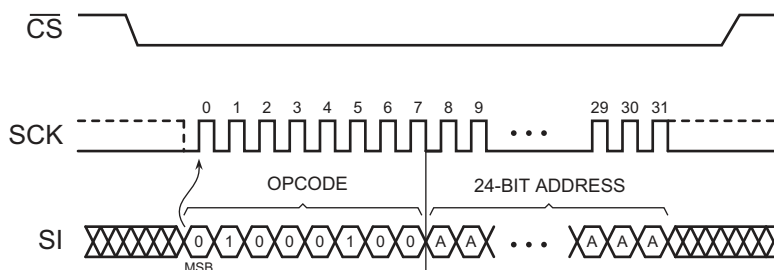 CS
0 1 2 3 4 5 6 7 8 9 29 30 31
SCK
OPCODE 24-BIT ADDRESS
SI 0 1 0 0 0 1 0 0 A A A A A
MSB